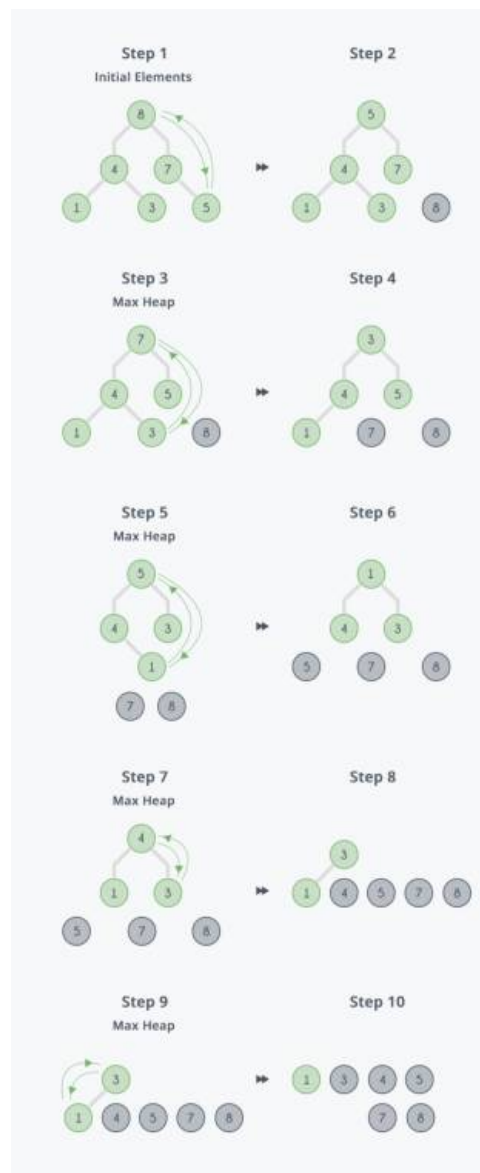 Step 1 Step 2
Initial Elements
8 5
4 7 4 7
1 3 5 1 3 8
Step 3 Step 4
Max Heap
7 3
4 5 4 5
1 3 8 1 7 8
Step 5 Step 6
Max Heap
5 1
4 3 4 3
1 5 7 8
7 8
Step 7 Step 8
Max Heap
4 3
1 3 1 4 5 7 8
5 7 8
Step 9 Step 10
Max Heap
3 1 3 4 5
1 4 5 7 8 7 8